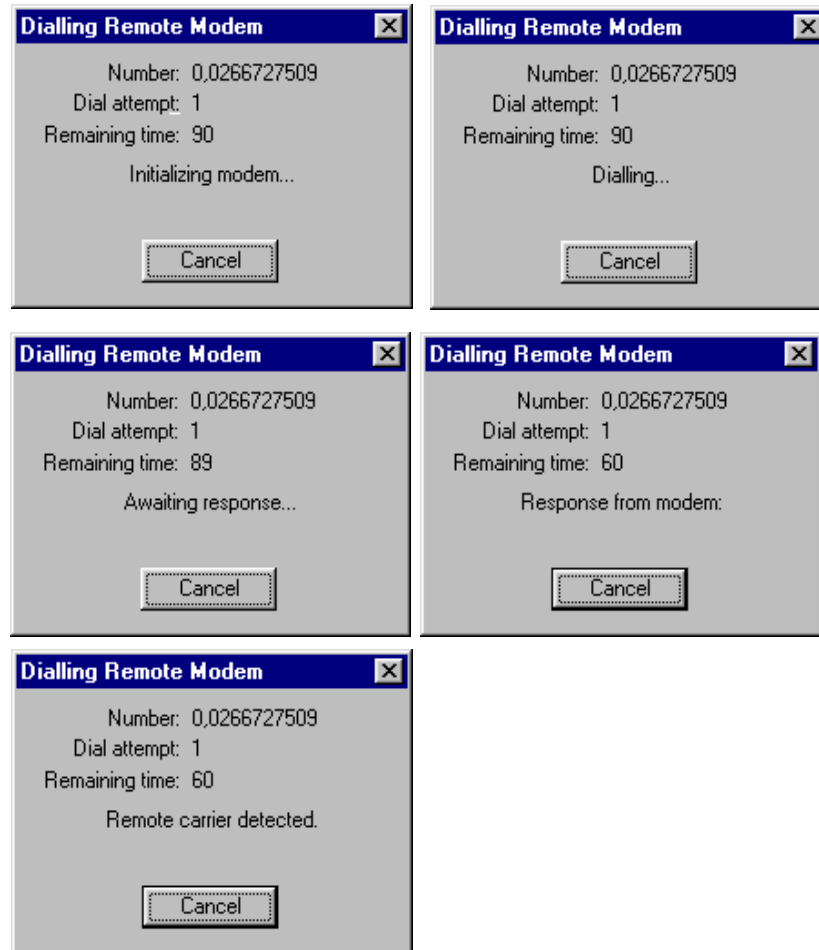 Dialling Remote Modem
Number: 0,0266727509
Dial attempt: 1
Remaining time: 90
Initializing modem...
Cancel
Dialling Remote Modem
Number: 0,0266727509
Dial attempt: 1
Remaining time: 90
Dialling...
Cancel
Dialling Remote Modem
Number: 0,0266727509
Dial attempt: 1
Remaining time: 89
Awaiting response...
Cancel
Dialling Remote Modem
Number: 0,0266727509
Dial attempt: 1
Remaining time: 60
Response from modem:
Cancel
Dialling Remote Modem
Number: 0,0266727509
Dial attempt: 1
Remaining time: 60
Remote carrier detected.
Cancel